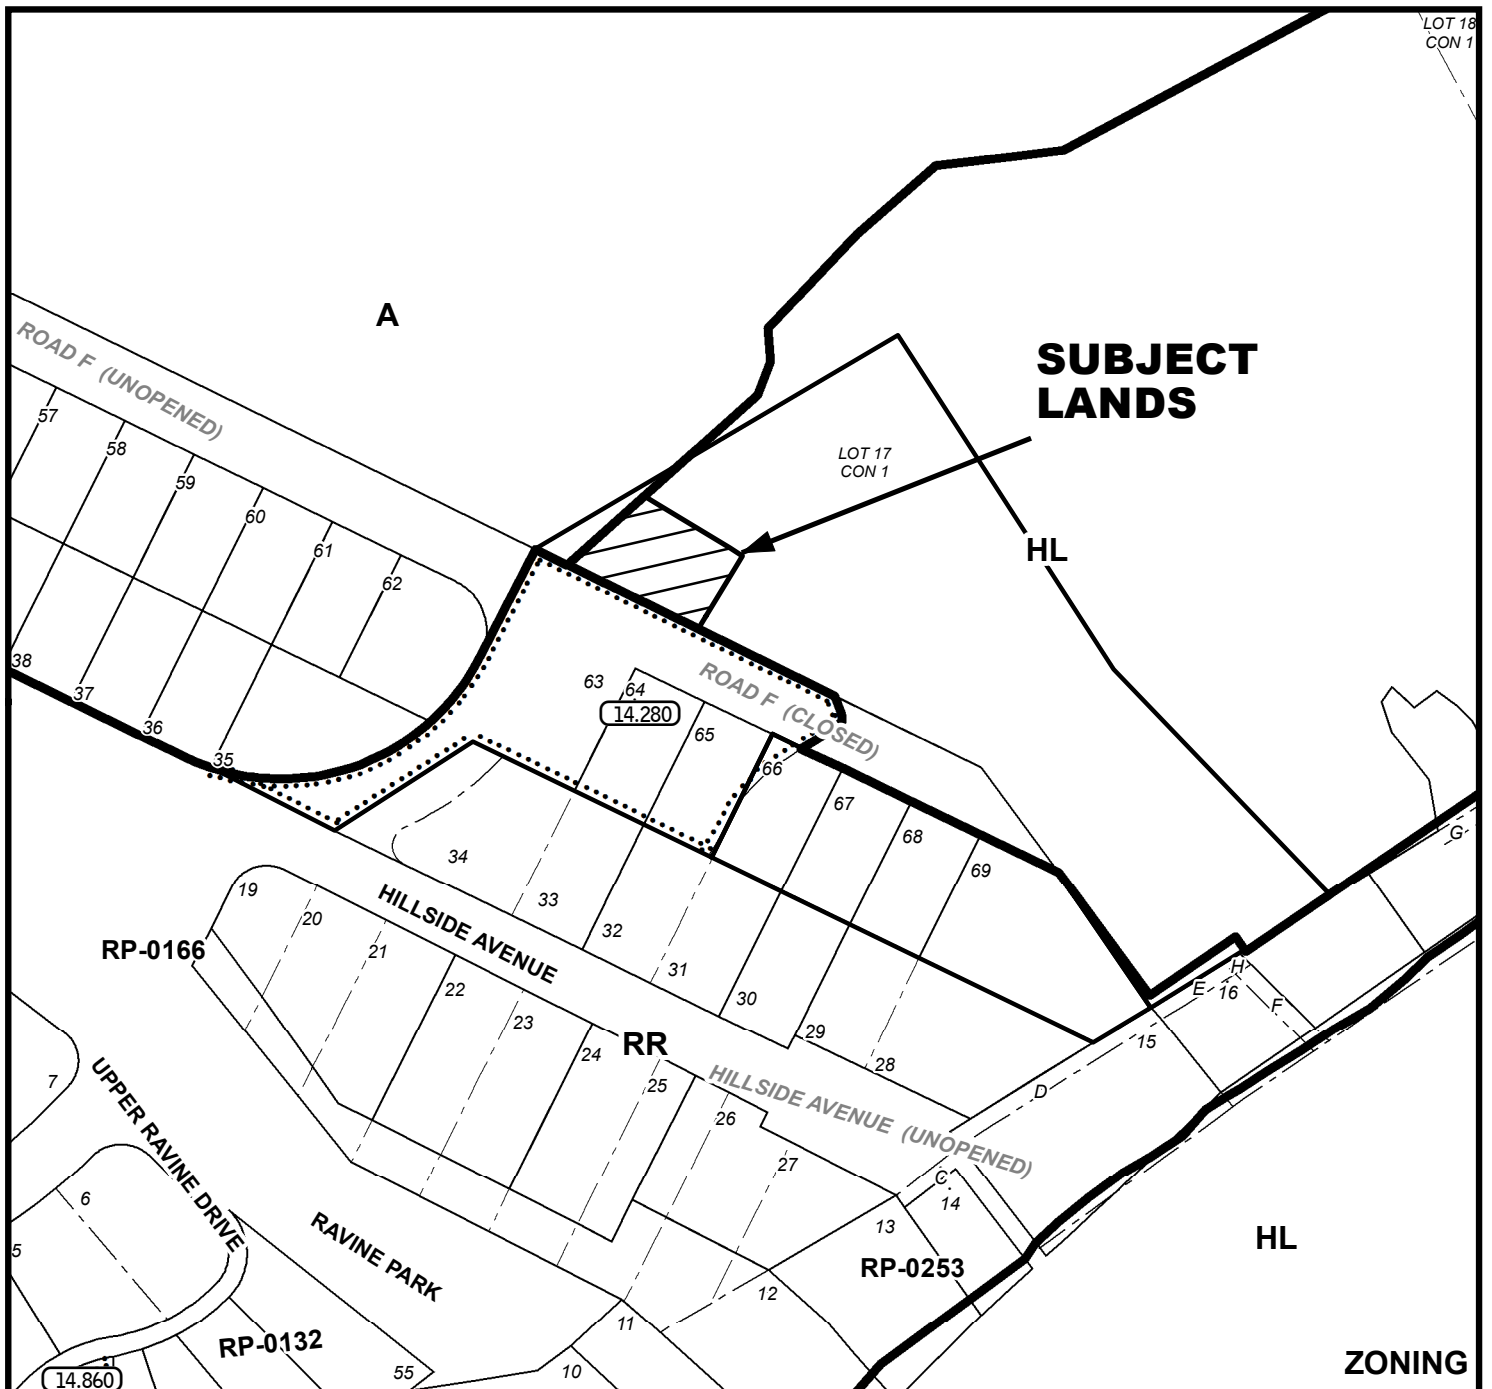 LOT 18
CON 1
A
ROAD F (UNOPENED)
SUBJECT
LANDS
57
58
59
60
61
62
LOT 17
CON 1
HL
38
37
36
35
63
64
14.280
65
ROAD F (CLOSED)
66
67
68
69
G
34
33
32
31
30
29
28
19
20
21
22
23
24
25
26
27
HILLSIDE AVENUE
RP-0166
RR
HILLSIDE AVENUE (UNOPENED)
H
E
16
F
15
D
C
14
13
7
UPPER RAVINE DRIVE
6
5
RAVINE PARK
RP-0253
HL
12
11
10
RP-0132
55
14.860
ZONING